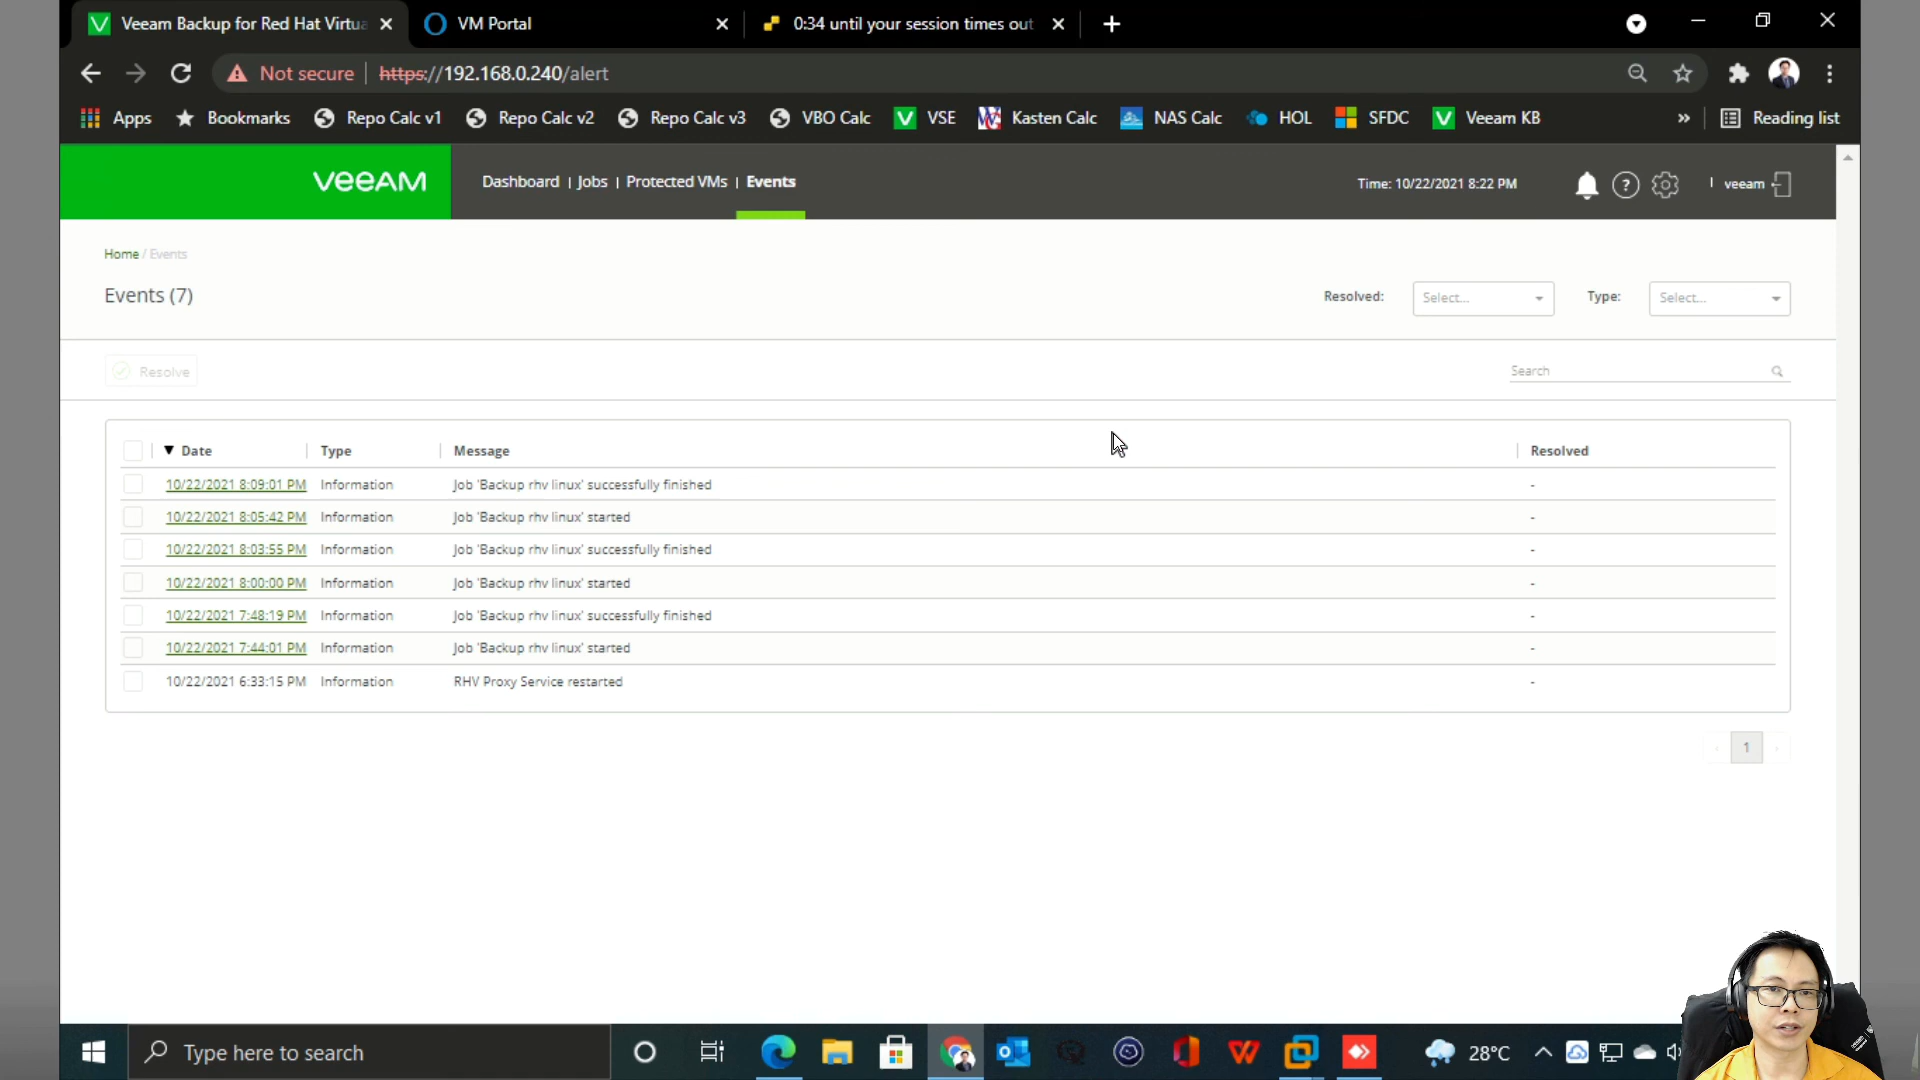 Veeam Backup for Red Hat Virtua
VM Portal
0:34 until your session times out
Not secure
https://192.168.0.240/alert
Apps
Bookmarks
Repo Calc v1
Repo Calc v2
Repo Calc v3
VBO Calc
VSE
Kasten Calc
NAS Calc
HOL
SFDC
Veeam KB
»
Reading list
veeam
Dashboard | Jobs | Protected VMs | Events
Time: 10/22/2021 8:22 PM
veeam
Home / Events
Events (7)
Resolved:
Select...
Type:
Select...
Resolve
Search
Date Type Message Resolved
10/22/2021 8:09:01 PM Information Job 'Backup rhv linux' successfully finished -
10/22/2021 8:05:42 PM Information Job 'Backup rhv linux' started -
10/22/2021 8:03:55 PM Information Job 'Backup rhv linux' successfully finished -
10/22/2021 8:00:00 PM Information Job 'Backup rhv linux' started -
10/22/2021 7:48:19 PM Information Job 'Backup rhv linux' successfully finished -
10/22/2021 7:44:01 PM Information Job 'Backup rhv linux' started -
10/22/2021 6:33:15 PM Information RHV Proxy Service restarted -
1
Type here to search
28°C